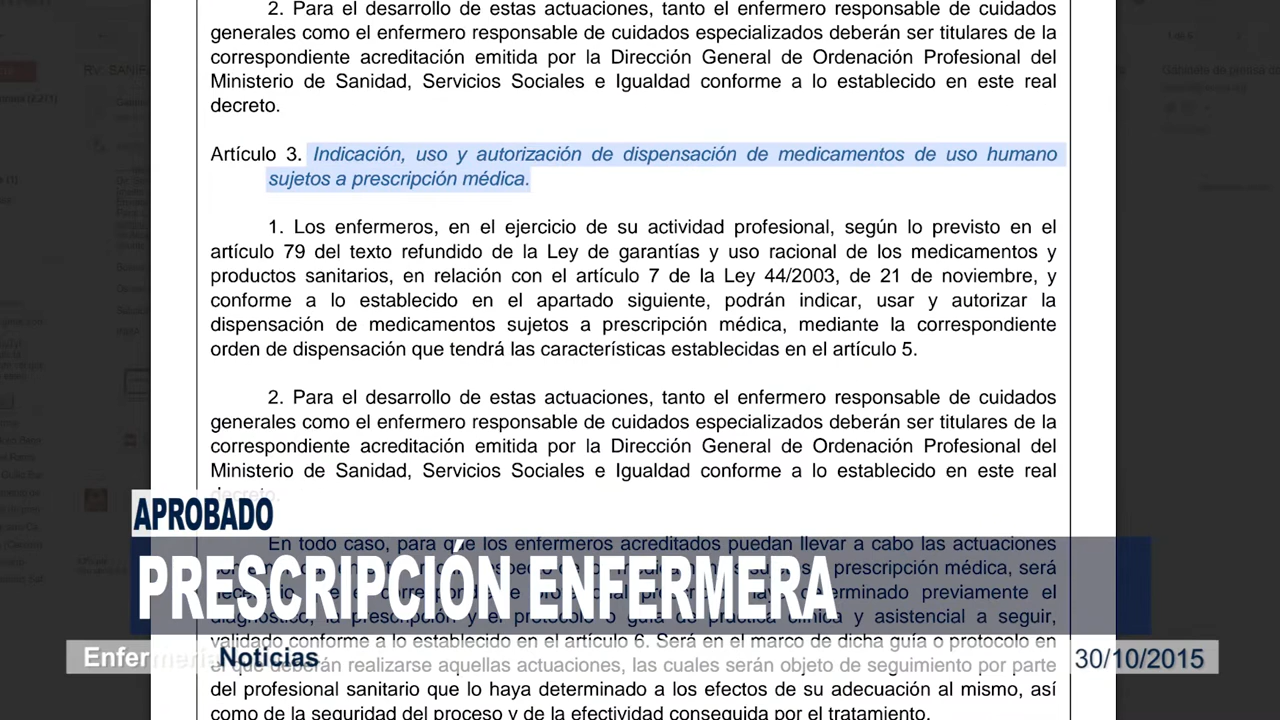 2. Para el desarrollo de estas actuaciones, tanto el enfermero responsable de cuidados
generales como el enfermero responsable de cuidados especializados deberán ser titulares de la
correspondiente acreditación emitida por la Dirección General de Ordenación Profesional del
Ministerio de Sanidad, Servicios Sociales e Igualdad conforme a lo establecido en este real
decreto.
Artículo 3. Indicación, uso y autorización de dispensación de medicamentos de uso humano
sujetos a prescripción médica.
1. Los enfermeros, en el ejercicio de su actividad profesional, según lo previsto en el
artículo 79 del texto refundido de la Ley de garantías y uso racional de los medicamentos y
productos sanitarios, en relación con el artículo 7 de la Ley 44/2003, de 21 de noviembre, y
conforme a lo establecido en el apartado siguiente, podrán indicar, usar y autorizar la
dispensación de medicamentos sujetos a prescripción médica, mediante la correspondiente
orden de dispensación que tendrá las características establecidas en el artículo 5.
2. Para el desarrollo de estas actuaciones, tanto el enfermero responsable de cuidados
generales como el enfermero responsable de cuidados especializados deberán ser titulares de la
correspondiente acreditación emitida por la Dirección General de Ordenación Profesional del
Ministerio de Sanidad, Servicios Sociales e Igualdad conforme a lo establecido en este real
decreto.
APROBADO
En todo caso, para que los enfermeros acreditados puedan llevar a cabo las actuaciones
prescripción médica, será
PRESCRIPCIÓN ENFERMERA
previamente el
y asistencial a seguir,
validado conforme a lo establecido en el artículo 6. Será en el marco de dicha guía o protocolo en
Enfermería Noticias
30/10/2015
el que deberán realizarse aquellas actuaciones, las cuales serán objeto de seguimiento por parte
del profesional sanitario que lo haya determinado a los efectos de su adecuación al mismo, así
como de la seguridad del proceso y de la efectividad conseguida por el tratamiento.